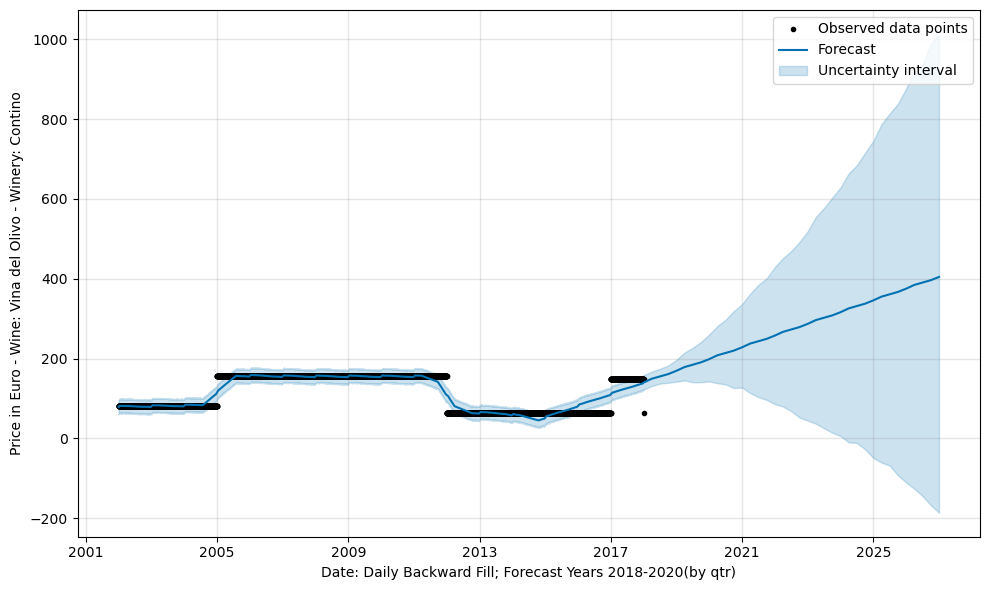 Observed data points
Forecast
Uncertainty interval
1000
800
600
400
200
0
−200
Price in Euro - Wine: Vina del Olivo - Winery: Contino
2001 2005 2009 2013 2017 2021 2025
Date: Daily Backward Fill; Forecast Years 2018-2020(by qtr)